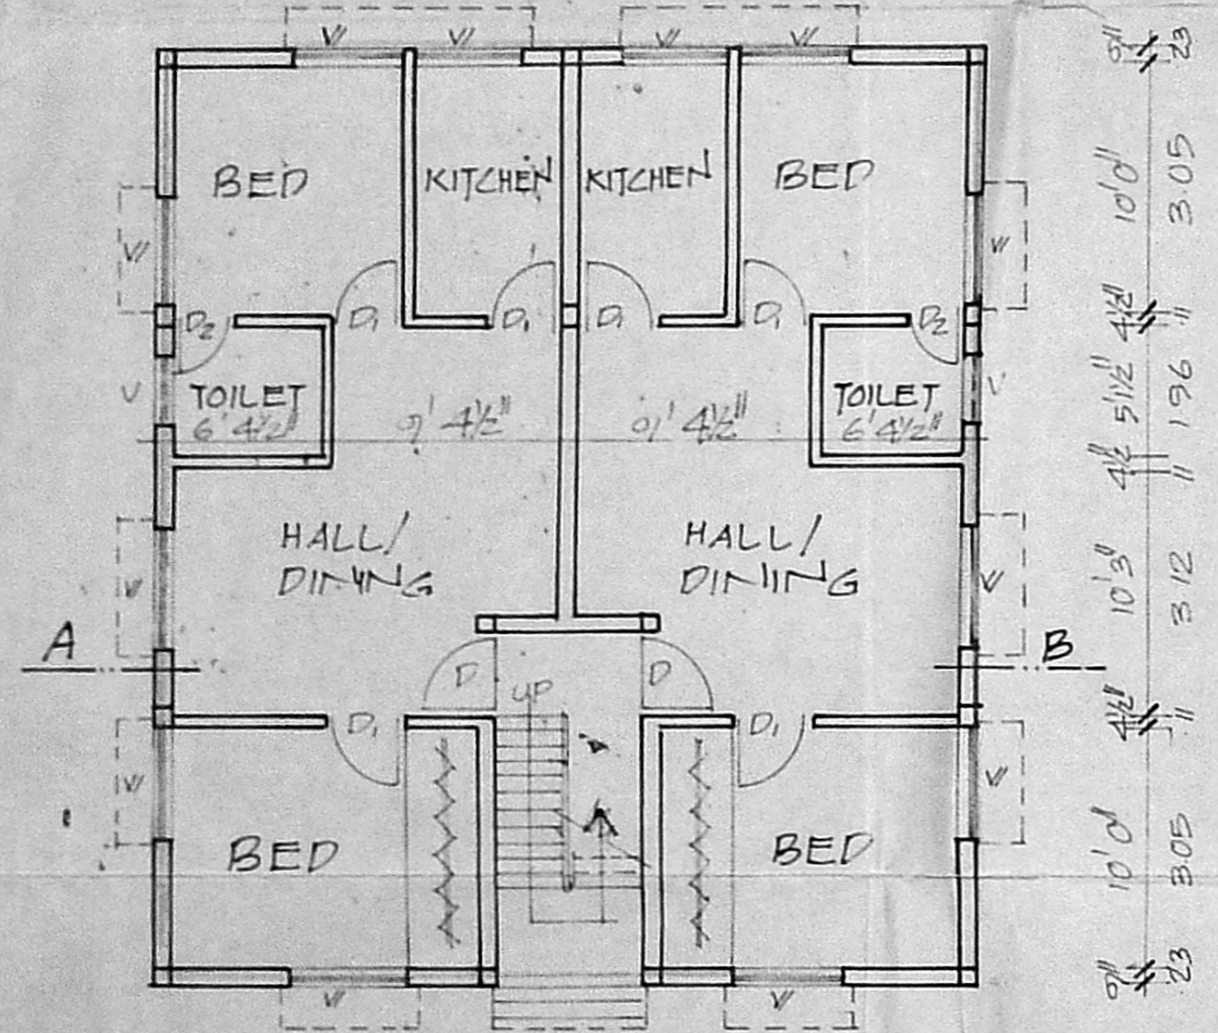 W W W W
BED KITCHEN KITCHEN BED
W W
D2 D1 D1 D1 D1 D2
V TOILET TOILET V
6' 4½" 9' 4½" 9' 4½" 6' 4½"
HALL/ HALL/
DINING DINING
W W
A B
D D
UP
D1 D1
W W
BED BED
W W
9" 23
10'0" 3.05
4½" 11
5'1½" 1.96
4½ 11
10'3" 3.12
4½" 11
10'0" 3.05
9" 23